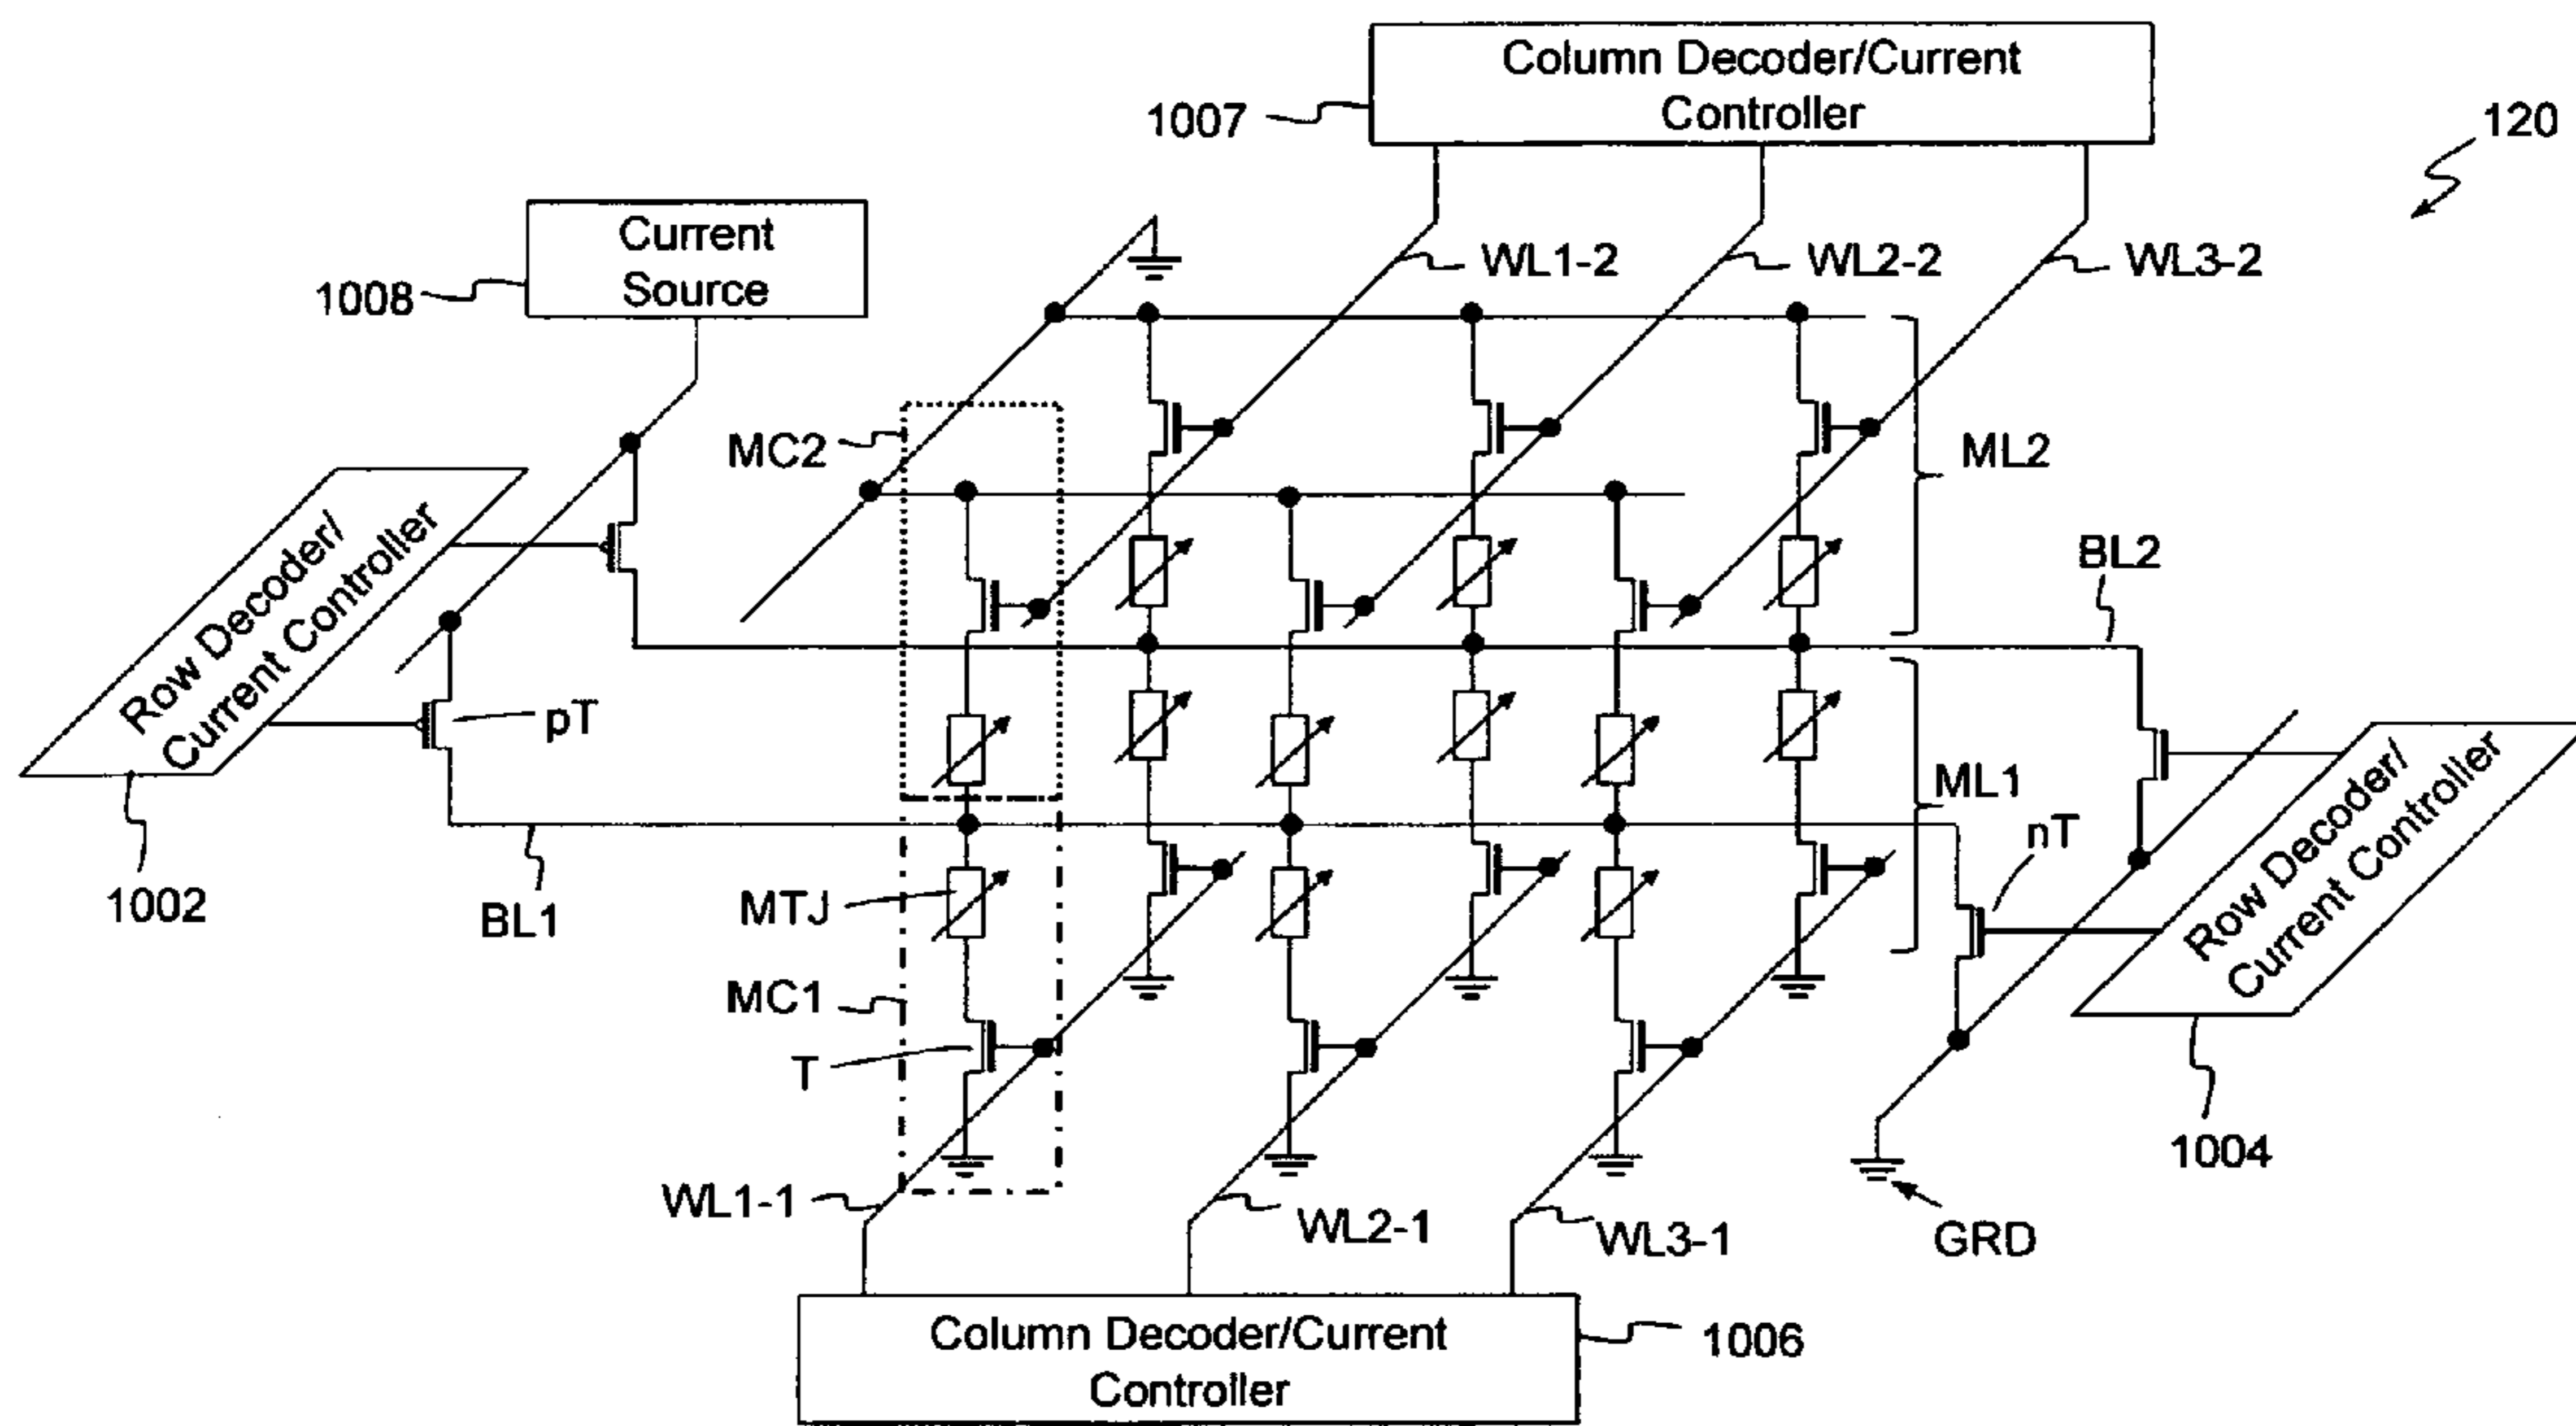 Column Decoder/Current
Controller
1007
120
Current
Source
1008
WL1-2
WL2-2
WL3-2
MC2
ML2
Row Decoder/
Current Controller
BL2
pT
ML1
nT
Row Decoder/
Current Controller
1002
BL1
MTJ
MC1
T
1004
WL1-1
WL2-1
WL3-1
GRD
Column Decoder/Current
Controller
1006